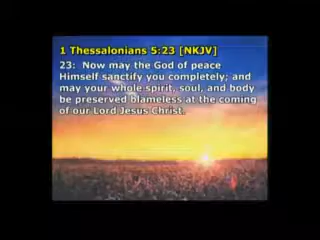 1 Thessalonians 5:23 [NKJV]
23:  Now may the God of peace
Himself sanctify you completely; and
may your whole spirit, soul, and body
be preserved blameless at the coming
of our Lord Jesus Christ.